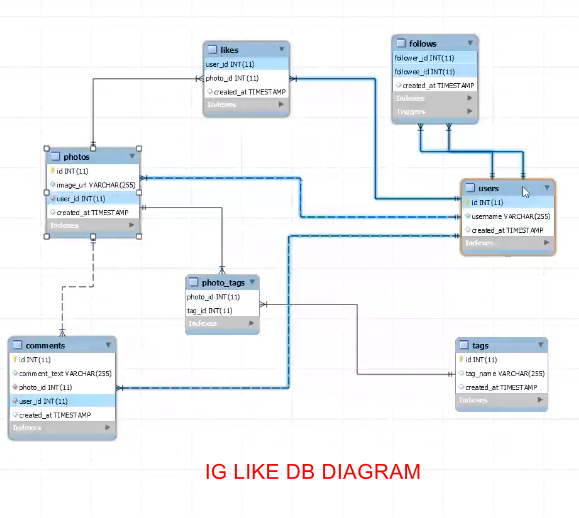 likes
user_id INT(11)
photo_id INT(11)
created_at TIMESTAMP
Indexes
follows
follower_id INT(11)
followee_id INT(11)
created_at TIMESTAMP
Indexes
Triggers
photos
id INT(11)
image_url VARCHAR(255)
user_id INT(11)
created_at TIMESTAMP
Indexes
users
id INT(11)
username VARCHAR(255)
created_at TIMESTAMP
Indexes
photo_tags
photo_id INT(11)
tag_id INT(11)
Indexes
comments
id INT(11)
comment_text VARCHAR(255)
photo_id INT(11)
user_id INT(11)
created_at TIMESTAMP
Indexes
tags
id INT(11)
tag_name VARCHAR(255)
created_at TIMESTAMP
Indexes
IG LIKE DB DIAGRAM